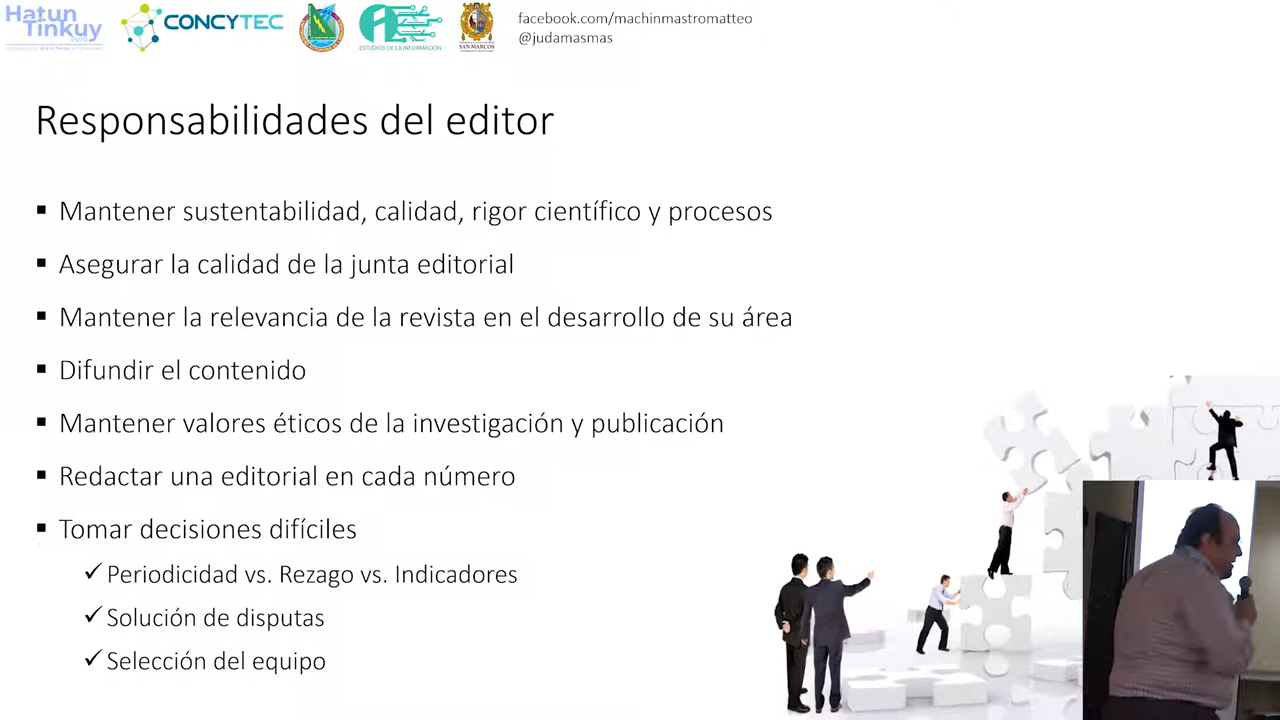 Hatun
Tinkuy
CONCYTEC
ESTUDIOS DE LA INFORMACIÓN
SAN MARCOS
facebook.com/machinmastromatteo
@judamasmas
Responsabilidades del editor
▪ Mantener sustentabilidad, calidad, rigor científico y procesos
▪ Asegurar la calidad de la junta editorial
▪ Mantener la relevancia de la revista en el desarrollo de su área
▪ Difundir el contenido
▪ Mantener valores éticos de la investigación y publicación
▪ Redactar una editorial en cada número
▪ Tomar decisiones difíciles
✓ Periodicidad vs. Rezago vs. Indicadores
✓ Solución de disputas
✓ Selección del equipo